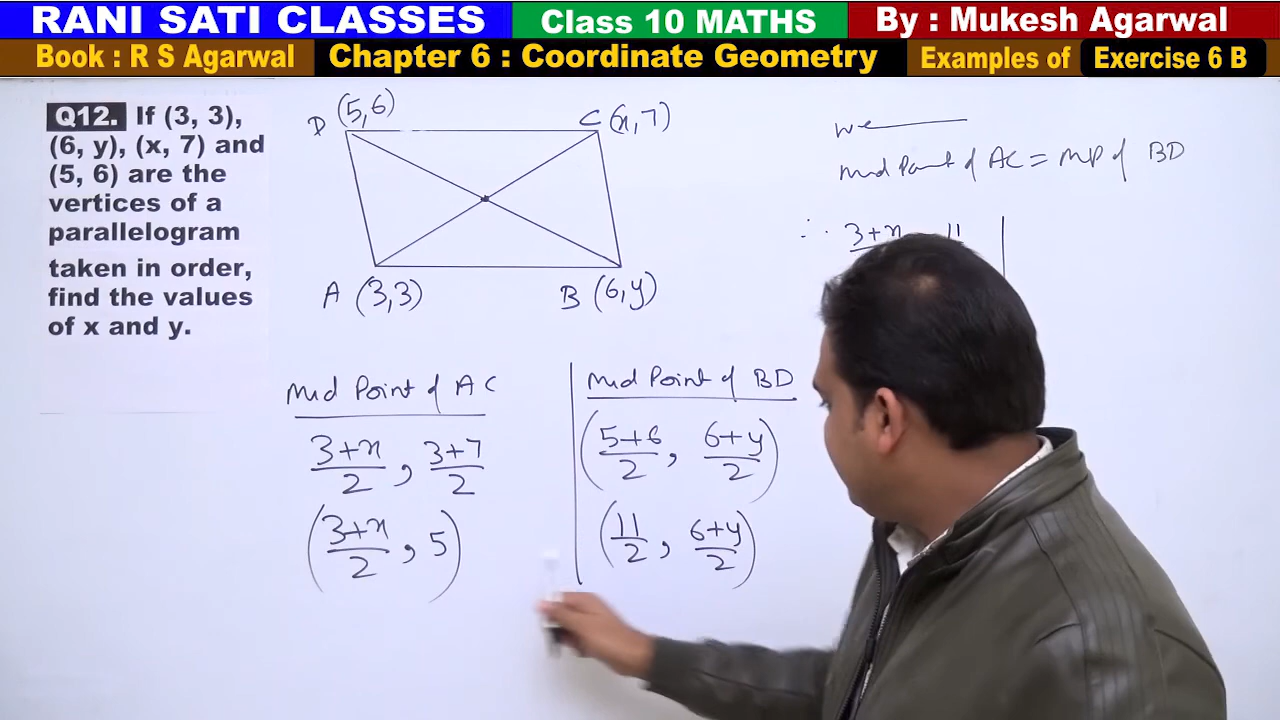 RANI SATI CLASSES
Class 10 MATHS
By : Mukesh Agarwal
Book : R S Agarwal
Chapter 6 : Coordinate Geometry
Examples of Exercise 6 B
Q12. If (3, 3),
(6, y), (x, 7) and
(5, 6) are the
vertices of a
parallelogram
taken in order,
find the values
of x and y.
D (5,6)
C (x,7)
A (3,3)
B (6,y)
We
Mid Point of AC = MP of BD
∴ 3+x 11
Mid Point of AC
3+x/2 , 3+7/2
(3+x/2 , 5)
Mid Point of BD
(5+6/2 , 6+y/2)
(11/2 , 6+y/2)